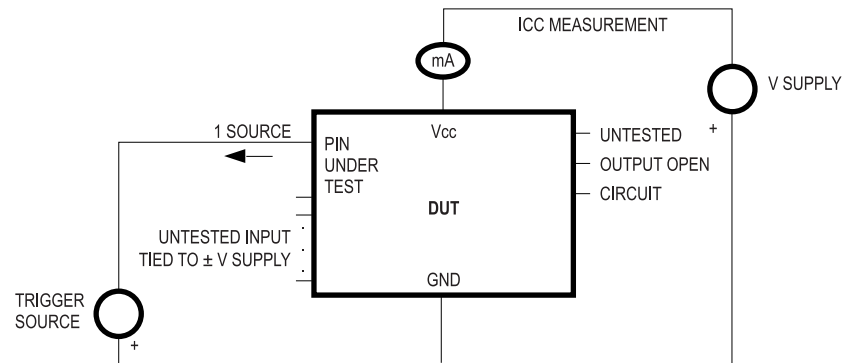 ICC MEASUREMENT
mA
V SUPPLY
+
1 SOURCE
Vcc
PIN
UNDER
TEST
UNTESTED
OUTPUT OPEN
CIRCUIT
DUT
UNTESTED INPUT
TIED TO ± V SUPPLY
GND
TRIGGER
SOURCE
+